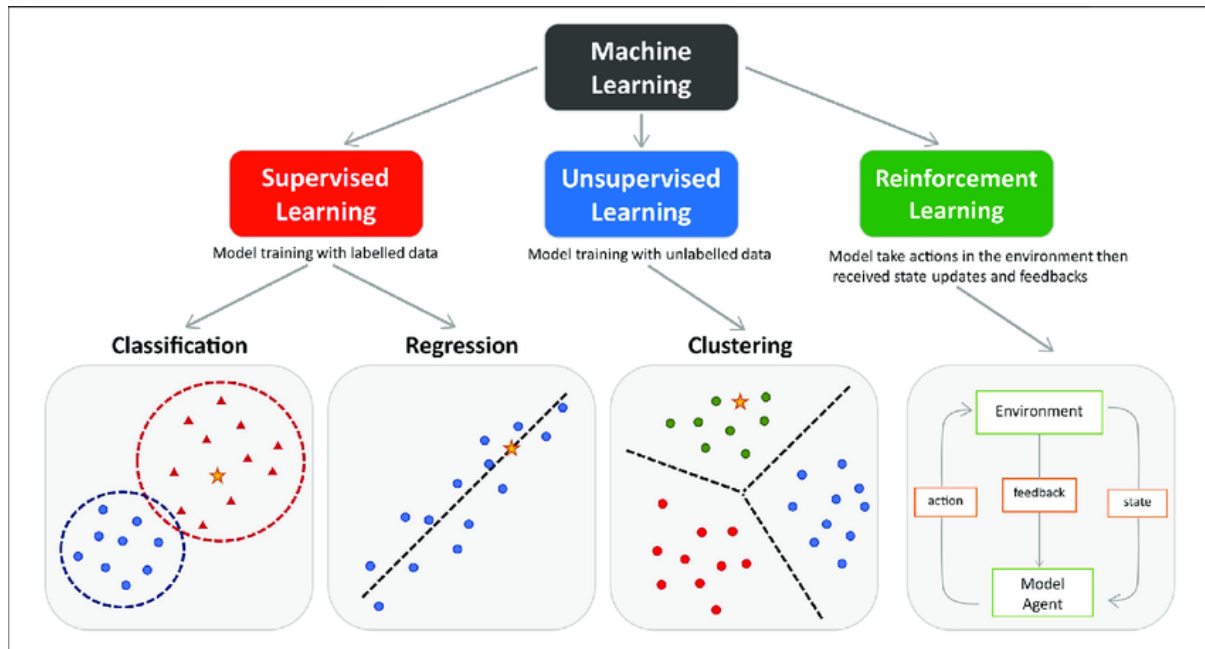 Machine
Learning
Supervised
Learning
Unsupervised
Learning
Reinforcement
Learning
Model training with labelled data
Model training with unlabelled data
Model take actions in the environment then
received state updates and feedbacks
Classification
Regression
Clustering
Environment
action
feedback
state
Model
Agent